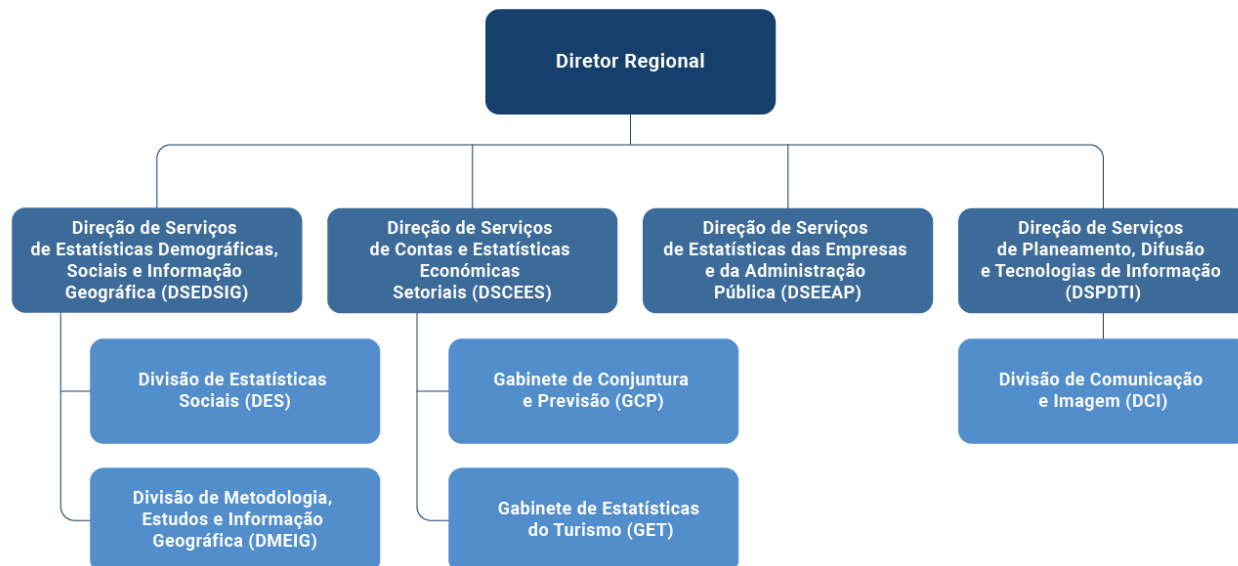 Diretor Regional
Direção de Serviços
de Estatísticas Demográficas,
Sociais e Informação
Geográfica (DSEDSIG)
Direção de Serviços
de Contas e Estatísticas
Económicas
Setoriais (DSCEES)
Direção de Serviços
de Estatísticas das Empresas
e da Administração
Pública (DSEEAP)
Direção de Serviços
de Planeamento, Difusão
e Tecnologias de Informação
(DSPDTI)
Divisão de Estatísticas
Sociais (DES)
Gabinete de Conjuntura
e Previsão (GCP)
Divisão de Comunicação
e Imagem (DCI)
Divisão de Metodologia,
Estudos e Informação
Geográfica (DMEIG)
Gabinete de Estatísticas
do Turismo (GET)